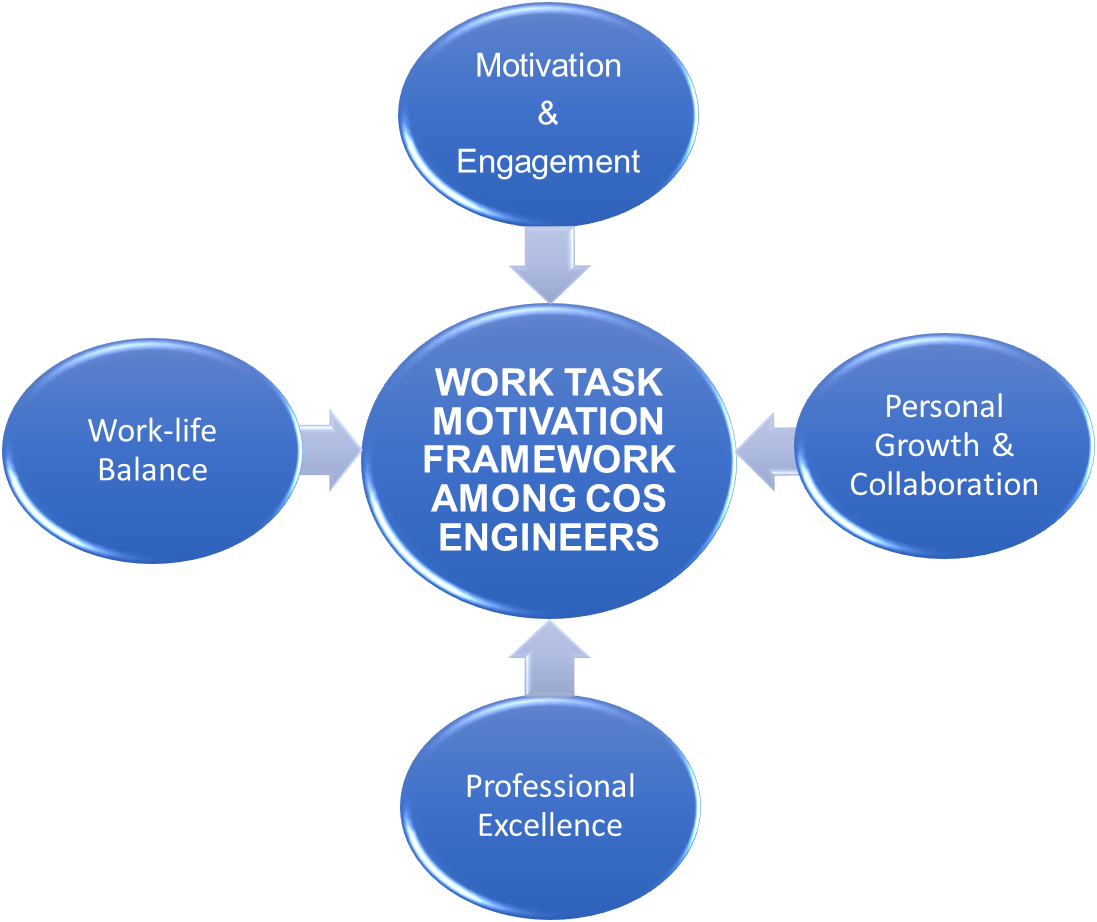 Motivation
&
Engagement
Work-life
Balance
WORK TASK
MOTIVATION
FRAMEWORK
AMONG COS
ENGINEERS
Personal
Growth &
Collaboration
Professional
Excellence